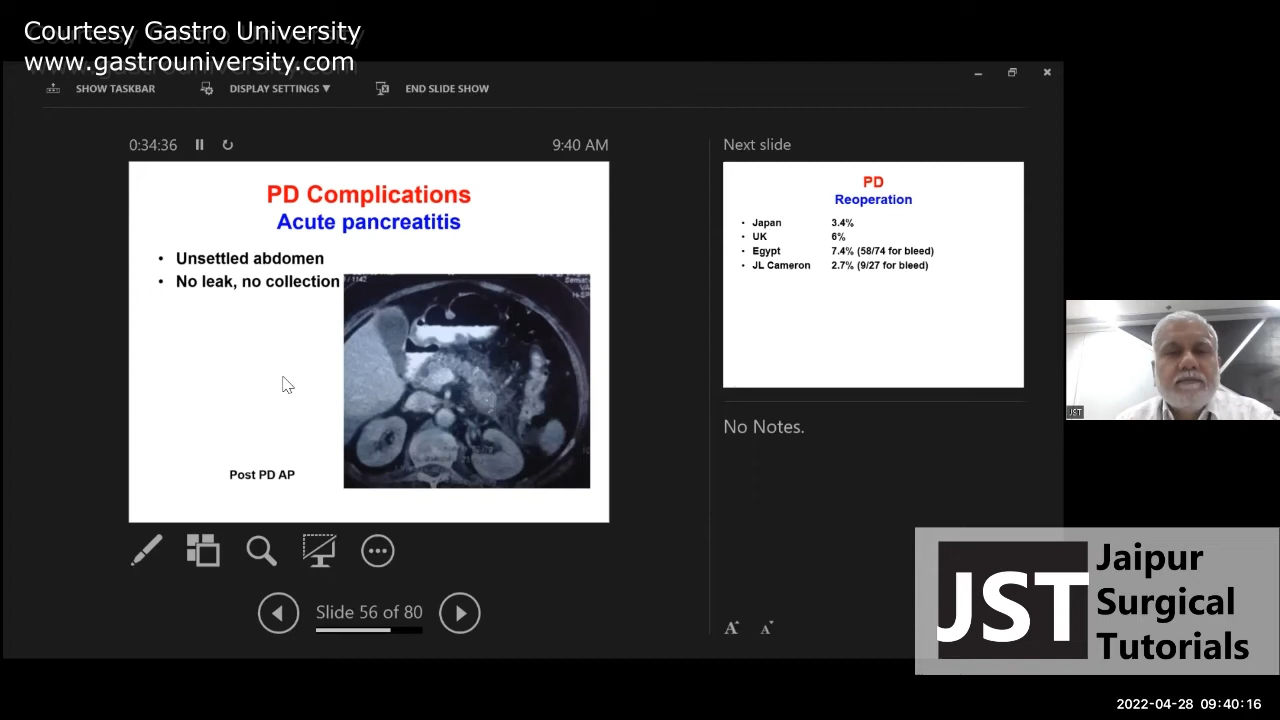 Courtesy Gastro University
www.gastrouniversity.com
SHOW TASKBAR
DISPLAY SETTINGS ▼
END SLIDE SHOW
0:34:36
9:40 AM
PD Complications
Acute pancreatitis
• Unsettled abdomen
• No leak, no collection
Post PD AP
Slide 56 of 80
Next slide
PD
Reoperation
• Japan 3.4%
• UK 6%
• Egypt 7.4% (58/74 for bleed)
• JL Cameron 2.7% (9/27 for bleed)
No Notes.
A A
JST
JST
Jaipur
Surgical
Tutorials
2022-04-28 09:40:16